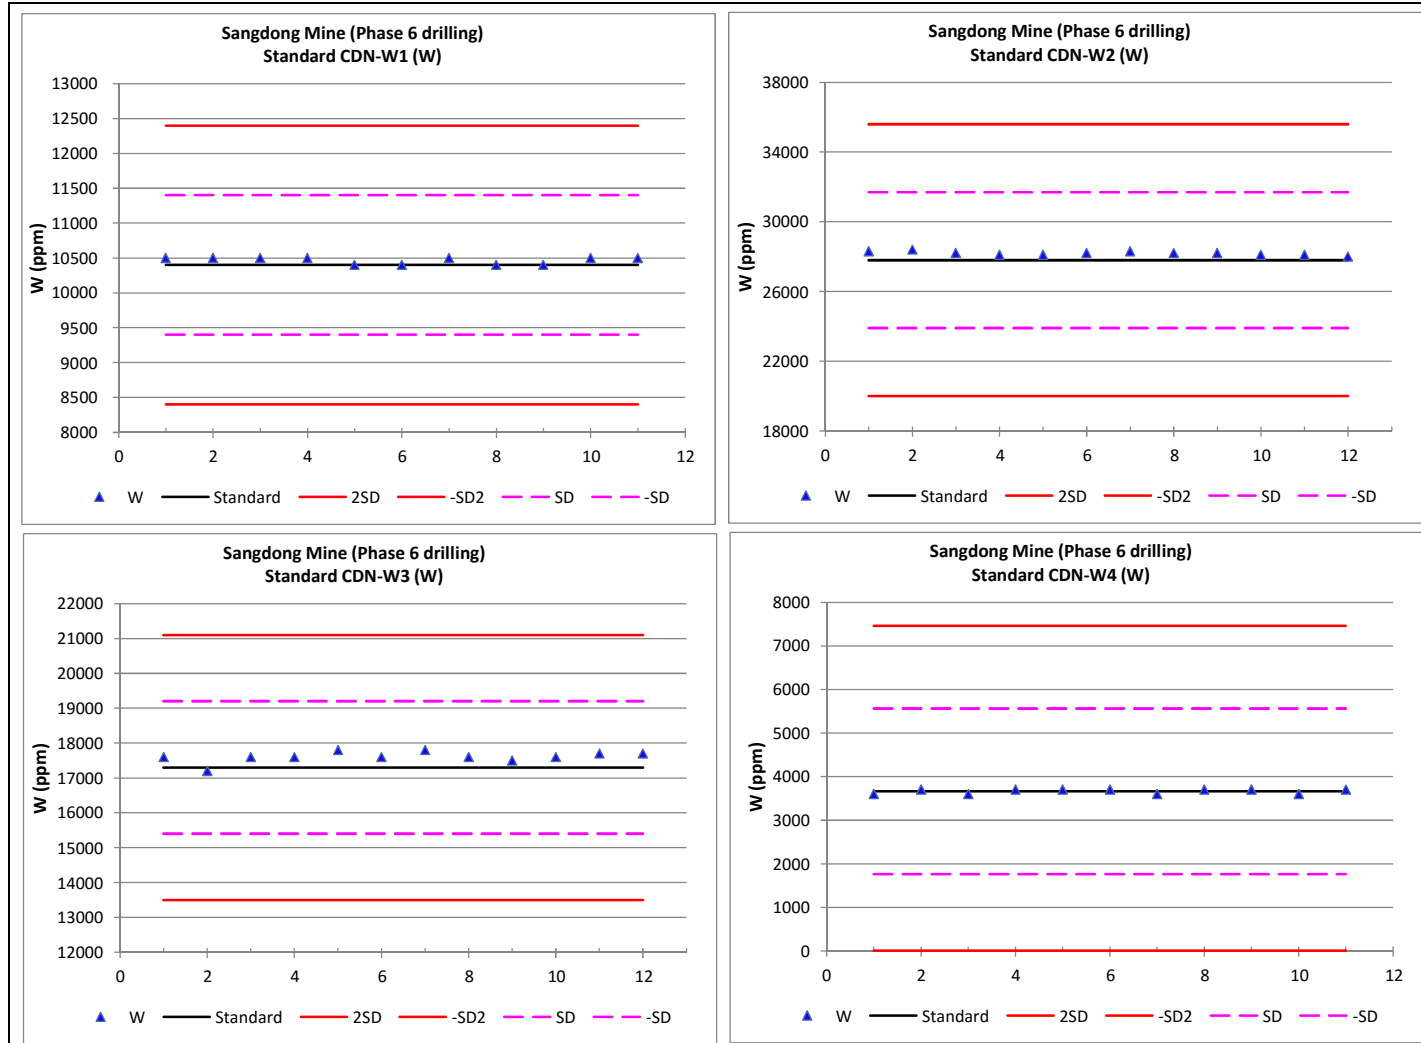 Sangdong Mine (Phase 6 drilling)
Standard CDN-W1 (W)
13000
12500
12000
11500
11000
10500
10000
9500
9000
8500
8000
W (ppm)
0 2 4 6 8 10 12
W Standard 2SD -SD2 SD -SD
Sangdong Mine (Phase 6 drilling)
Standard CDN-W2 (W)
38000
34000
30000
26000
22000
18000
W (ppm)
0 2 4 6 8 10 12
W Standard 2SD -SD2 SD -SD
Sangdong Mine (Phase 6 drilling)
Standard CDN-W3 (W)
22000
21000
20000
19000
18000
17000
16000
15000
14000
13000
12000
W (ppm)
0 2 4 6 8 10 12
W Standard 2SD -SD2 SD -SD
Sangdong Mine (Phase 6 drilling)
Standard CDN-W4 (W)
8000
7000
6000
5000
4000
3000
2000
1000
0
W (ppm)
0 2 4 6 8 10 12
W Standard 2SD -SD2 SD -SD